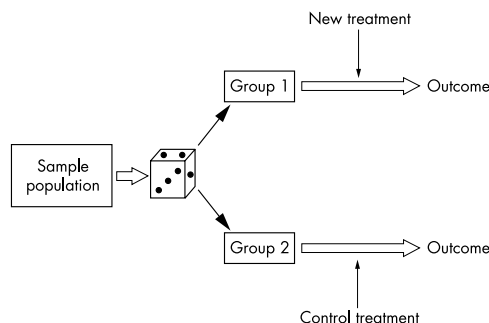 New treatment
Group 1
Outcome
Sample
population
Group 2
Outcome
Control treatment